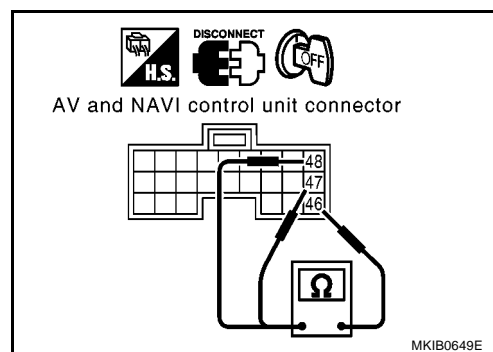 DISCONNECT
H.S.
OFF
AV and NAVI control unit connector
48
47
46
Ω
MKIB0649E